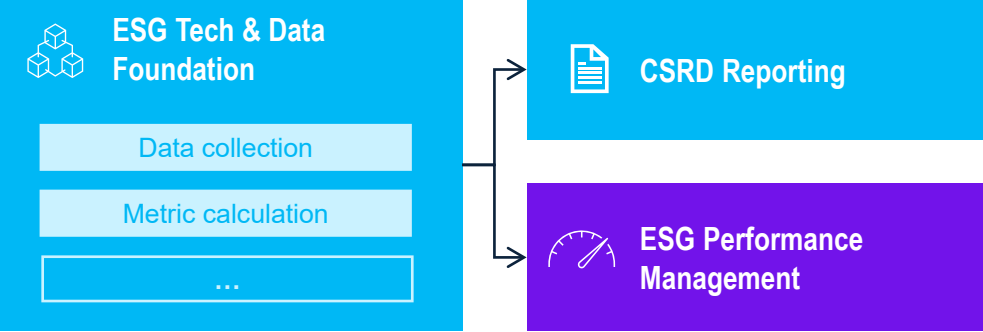 ESG Tech & Data
Foundation
Data collection
Metric calculation
...
CSRD Reporting
ESG Performance
Management